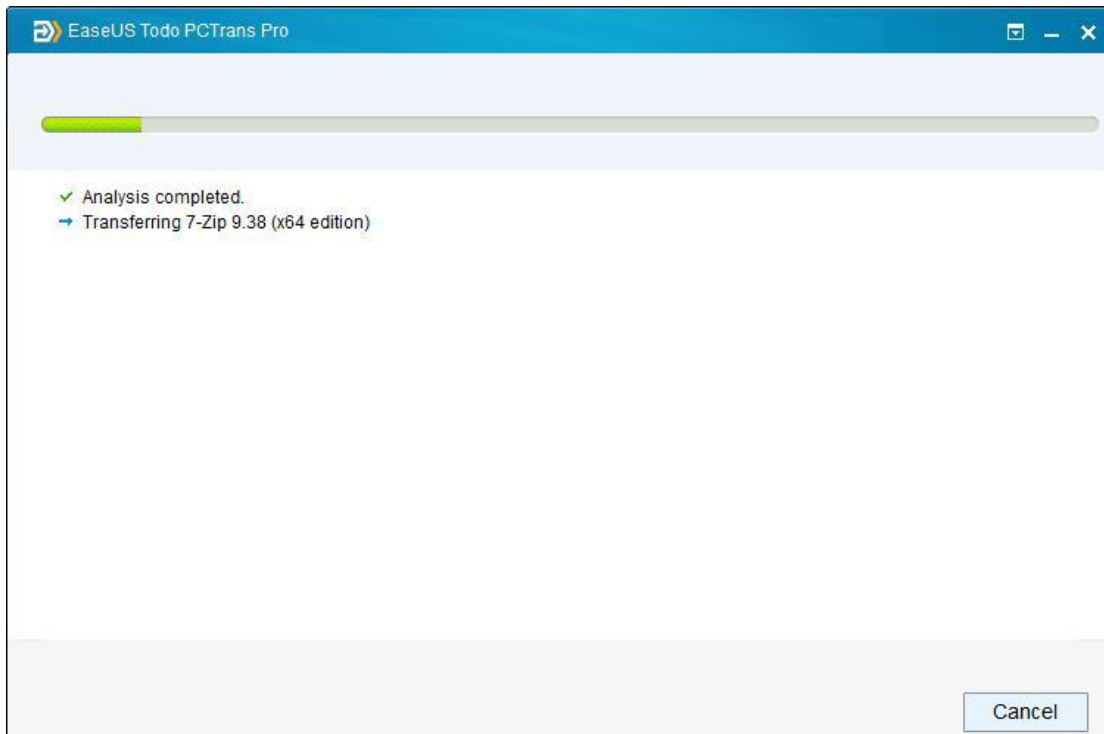 EaseUS Todo PCTrans Pro
Analysis completed.
Transferring 7-Zip 9.38 (x64 edition)
Cancel